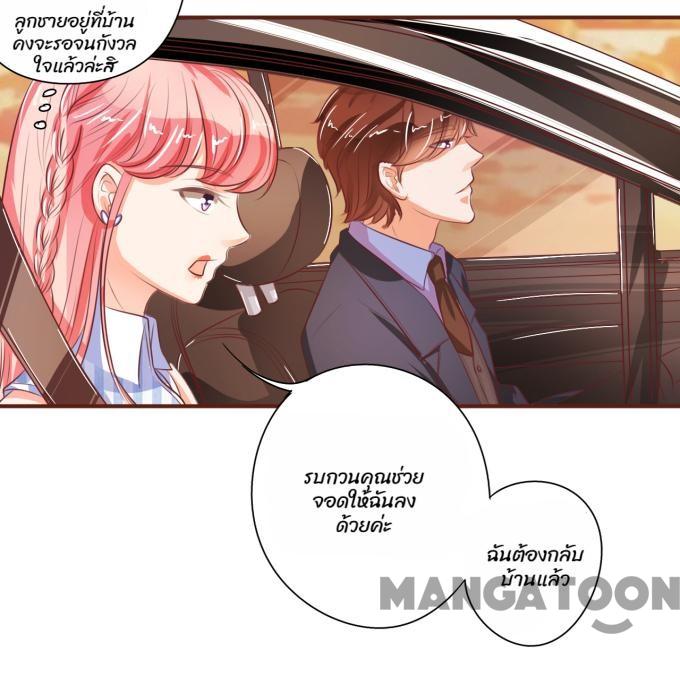 ลูกชายอยู่ที่บ้าน
คงจะรอจนกังวล
ใจแล้วล่ะสิ
รบกวนคุณช่วย
จอดให้ฉันลง
ด้วยค่ะ
ฉันต้องกลับ
บ้านแล้ว
MANGATOON